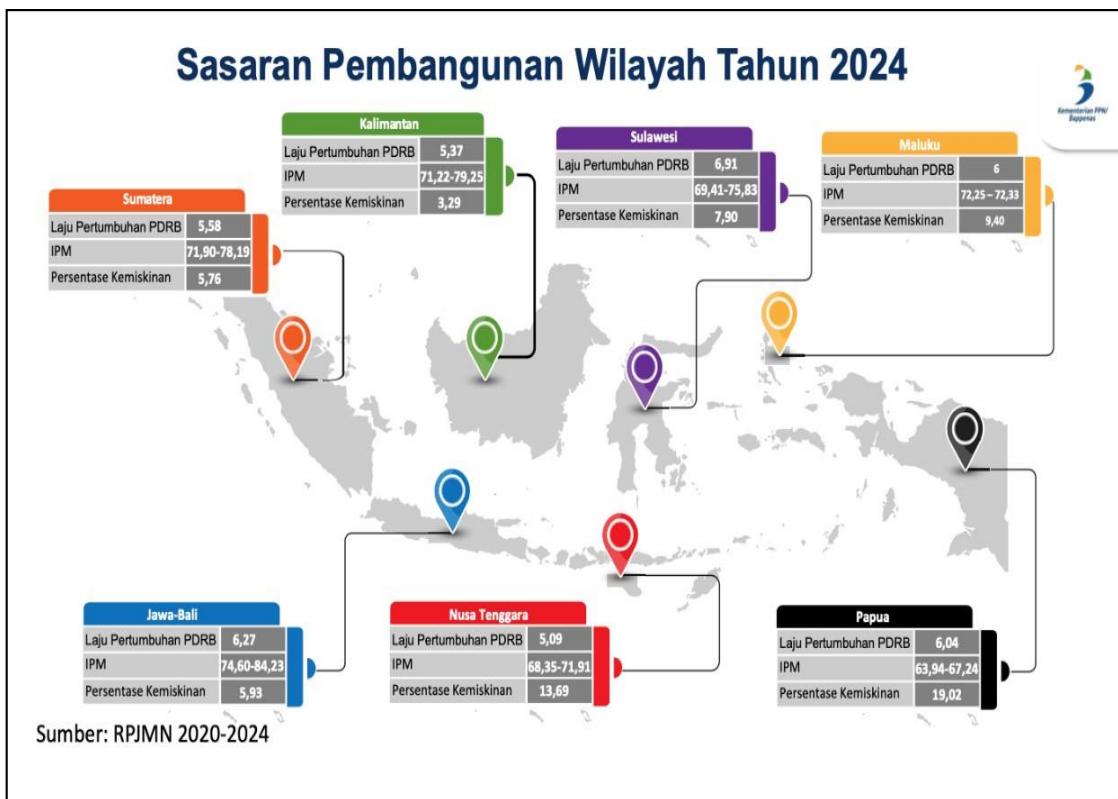 Sasaran Pembangunan Wilayah Tahun 2024
Kementerian PPN/
Bappenas
Kalimantan
Laju Pertumbuhan PDRB 5,37
IPM 71,22-79,25
Persentase Kemiskinan 3,29
Sulawesi
Laju Pertumbuhan PDRB 6,91
IPM 69,41-75,83
Persentase Kemiskinan 7,90
Maluku
Laju Pertumbuhan PDRB 6
IPM 72,25 – 72,33
Persentase Kemiskinan 9,40
Sumatera
Laju Pertumbuhan PDRB 5,58
IPM 71,90-78,19
Persentase Kemiskinan 5,76
Jawa-Bali
Laju Pertumbuhan PDRB 6,27
IPM 74,60-84,23
Persentase Kemiskinan 5,93
Nusa Tenggara
Laju Pertumbuhan PDRB 5,09
IPM 68,35-71,91
Persentase Kemiskinan 13,69
Papua
Laju Pertumbuhan PDRB 6,04
IPM 63,94-67,24
Persentase Kemiskinan 19,02
Sumber: RPJMN 2020-2024